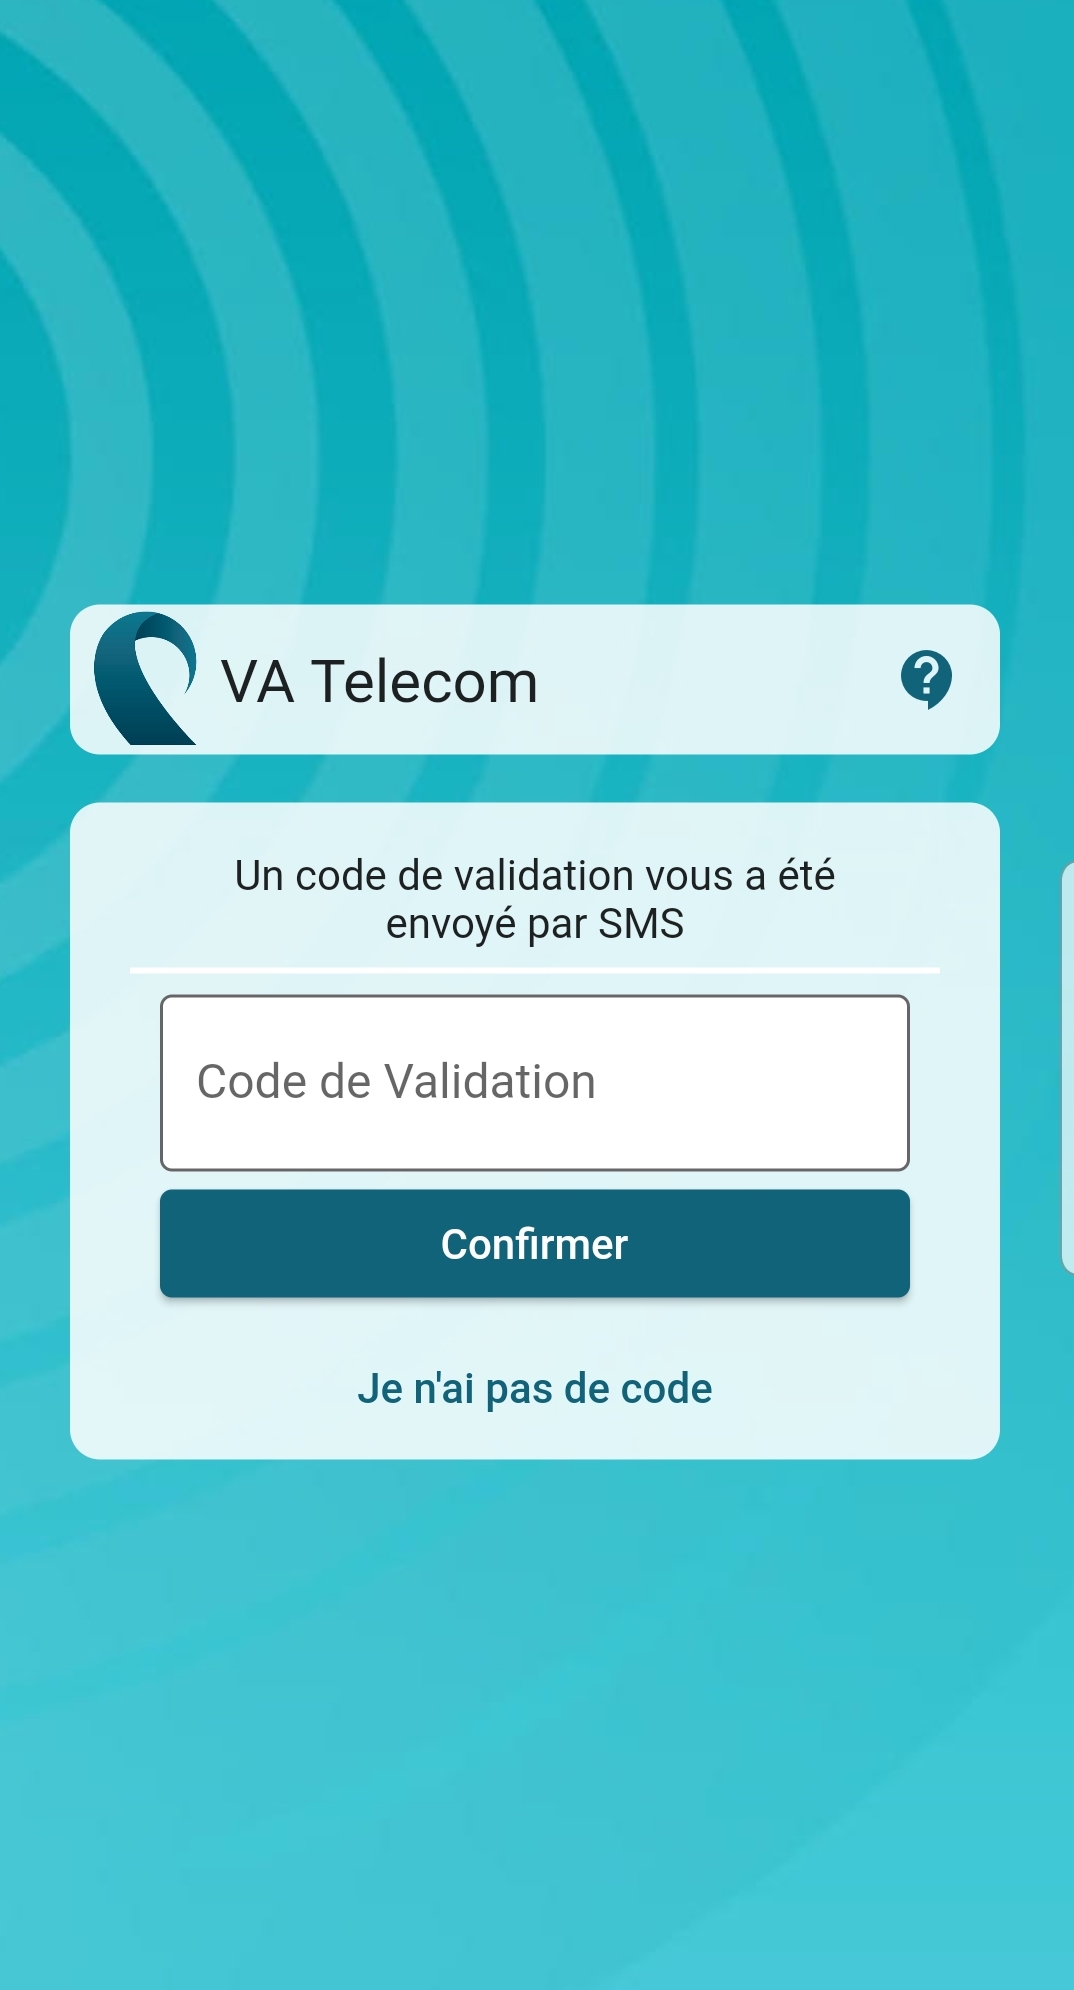 VA Telecom
Un code de validation vous a été
envoyé par SMS
Code de Validation
Confirmer
Je n'ai pas de code